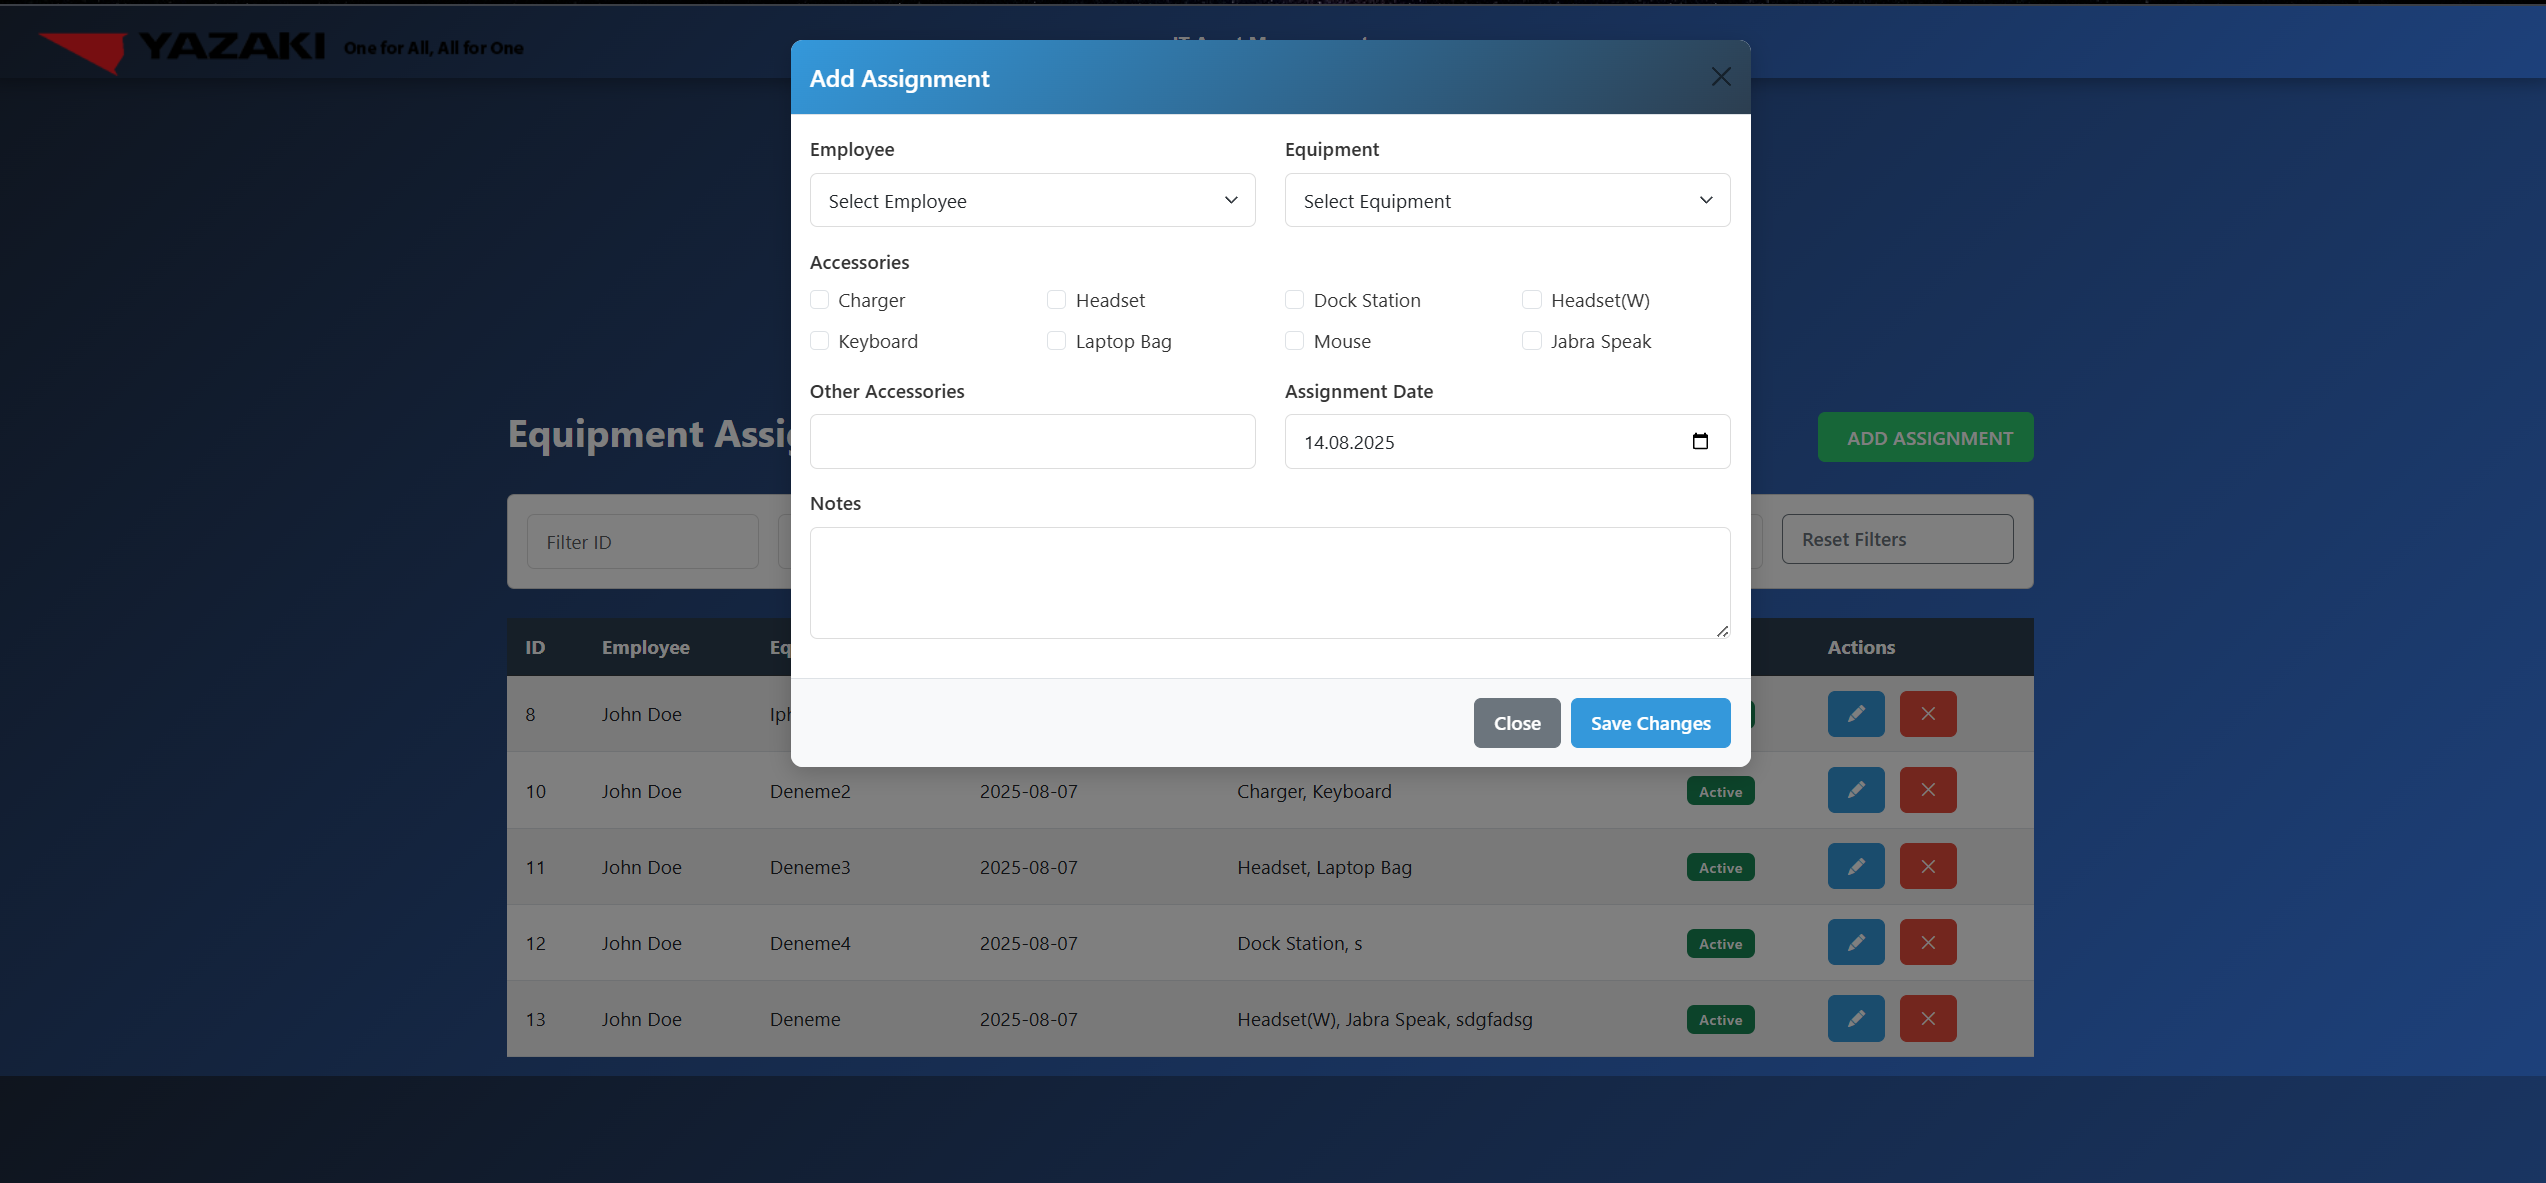 YAZAKI One for All, All for One
Add Assignment
Employee Equipment
Select Employee Select Equipment
Accessories
Charger Headset Dock Station Headset(W)
Keyboard Laptop Bag Mouse Jabra Speak
Other Accessories Assignment Date
14.08.2025
Equipment Assi
ADD ASSIGNMENT
Notes
Filter ID Reset Filters
ID Employee Eq Actions
8 John Doe Iph
Close Save Changes
10 John Doe Deneme2 2025-08-07 Charger, Keyboard Active
11 John Doe Deneme3 2025-08-07 Headset, Laptop Bag Active
12 John Doe Deneme4 2025-08-07 Dock Station, s Active
13 John Doe Deneme 2025-08-07 Headset(W), Jabra Speak, sdgfadsg Active